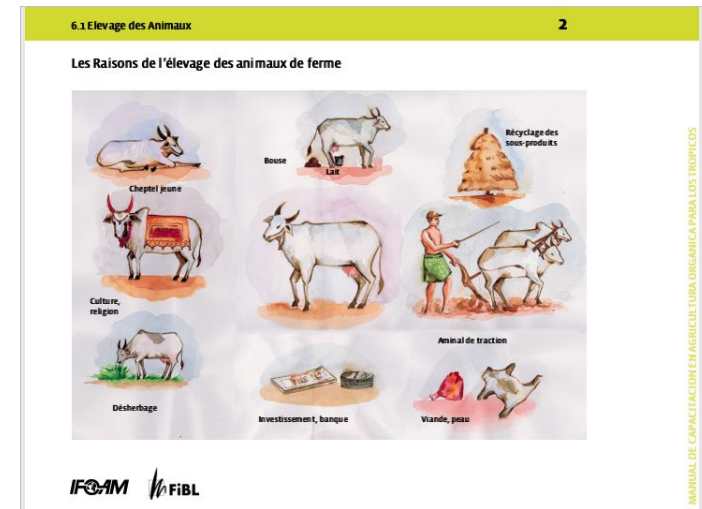 6.1 Elevage des Animaux
2
Les Raisons de l'élevage des animaux de ferme
Récyclage des
sous-produits
Bouse
Lait
Cheptel jeune
Culture,
religion
Aminal de traction
Désherbage
Investissement, banque
Viande, peau
MANUAL DE CAPACITACION EN AGRICULTURA ORGANICA PARA LOS TROPICOS
IFOAM
FiBL